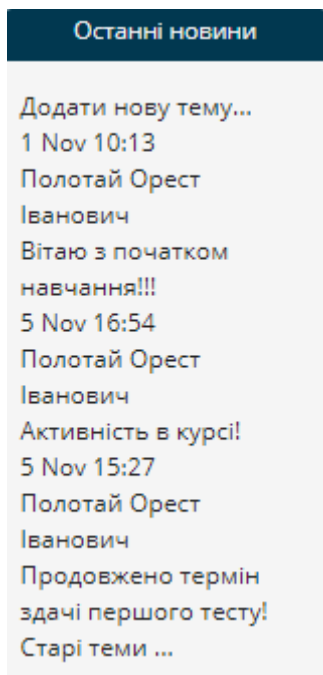 Останні новини
Додати нову тему...
1 Nov 10:13
Полотай Орест
Іванович
Вітаю з початком
навчання!!!
5 Nov 16:54
Полотай Орест
Іванович
Активність в курсі!
5 Nov 15:27
Полотай Орест
Іванович
Продовжено термін
здачі першого тесту!
Старі теми ...